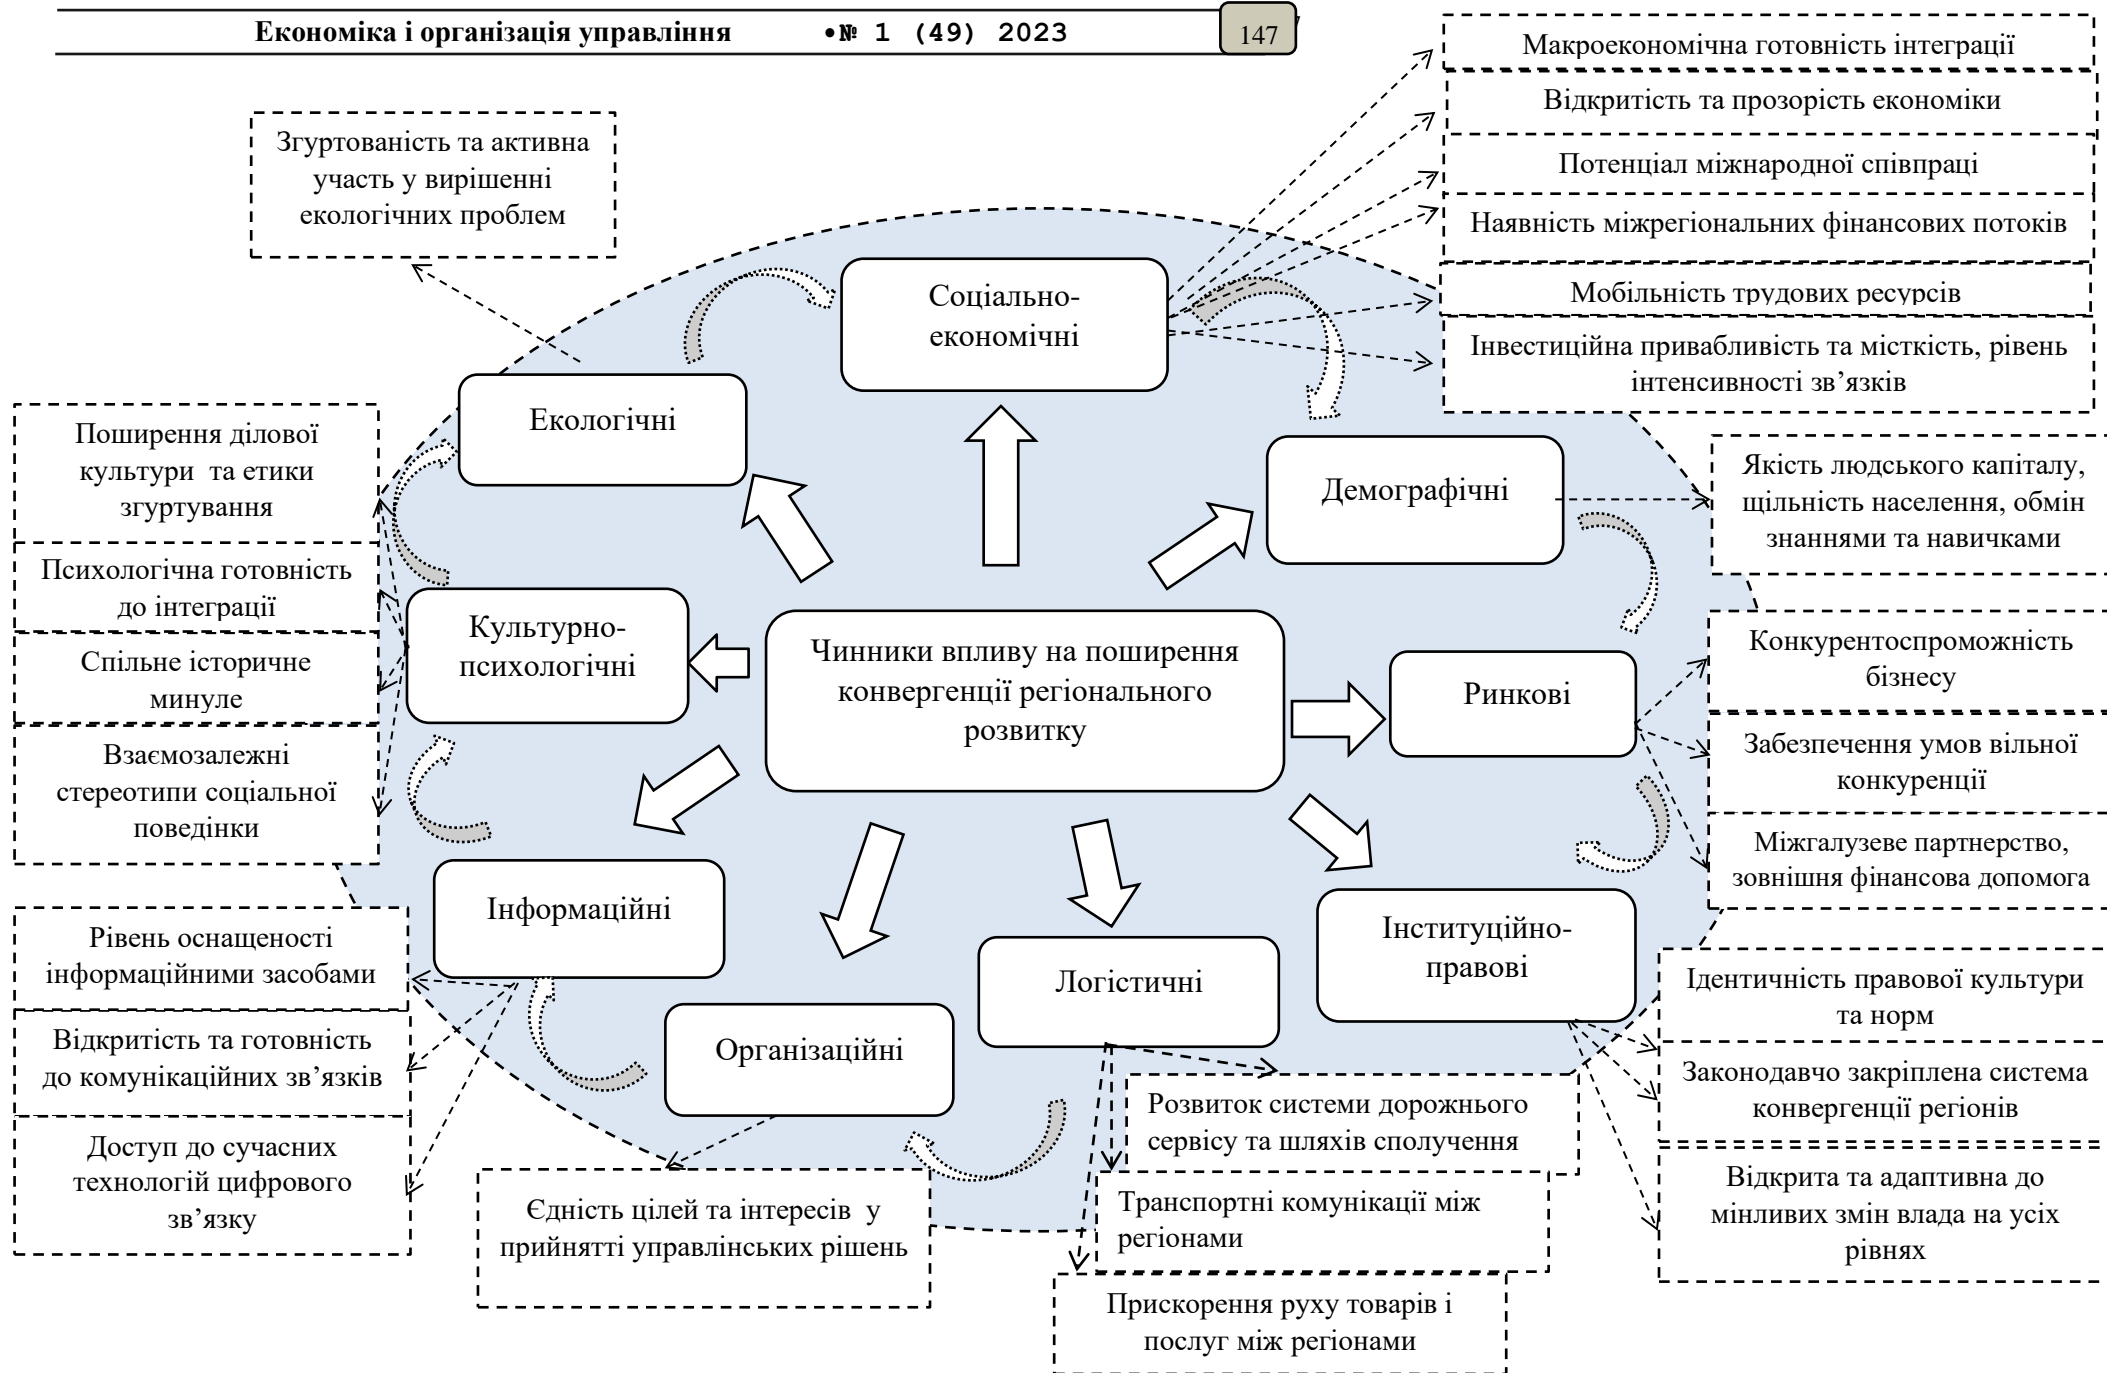 Економіка і організація управління •№ 1 (49) 2023
147
Макроекономічна готовність інтеграції
Відкритість та прозорість економіки
Потенціал міжнародної співпраці
Наявність міжрегіональних фінансових потоків
Мобільність трудових ресурсів
Інвестиційна привабливість та місткість, рівень
інтенсивності зв’язків
Згуртованість та активна
участь у вирішенні
екологічних проблем
Соціально-
економічні
Екологічні
Демографічні
Якість людського капіталу,
щільність населення, обмін
знаннями та навичками
Поширення ділової
культури та етики
згуртування
Психологічна готовність
до інтеграції
Спільне історичне
минуле
Взаємозалежні
стереотипи соціальної
поведінки
Культурно-
психологічні
Чинники впливу на поширення
конвергенції регіонального
розвитку
Ринкові
Конкурентоспроможність
бізнесу
Забезпечення умов вільної
конкуренції
Міжгалузеве партнерство,
зовнішня фінансова допомога
Інформаційні
Рівень оснащеності
інформаційними засобами
Відкритість та готовність
до комунікаційних зв’язків
Доступ до сучасних
технологій цифрового
зв’язку
Організаційні
Логістичні
Інституційно-
правові
Ідентичність правової культури
та норм
Законодавчо закріплена система
конвергенції регіонів
Відкрита та адаптивна до
мінливих змін влада на усіх
рівнях
Єдність цілей та інтересів у
прийнятті управлінських рішень
Розвиток системи дорожнього
сервісу та шляхів сполучення
Транспортні комунікації між
регіонами
Прискорення руху товарів і
послуг між регіонами